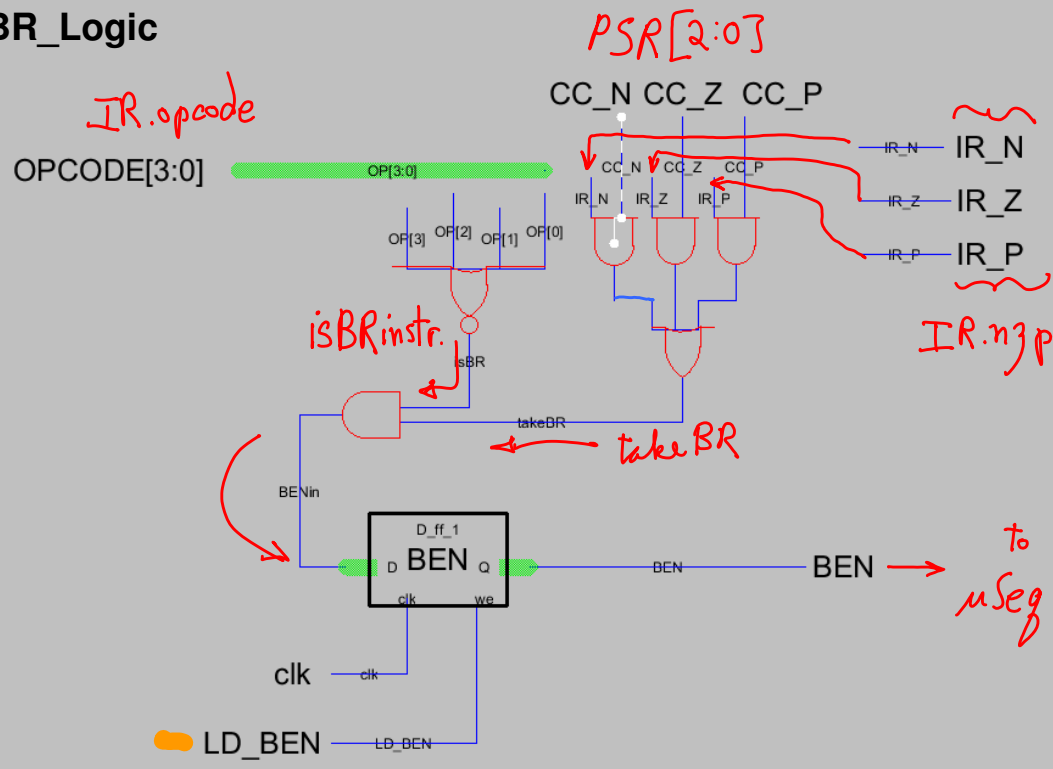 BR_Logic
PSR[2:0]
IR.opcode
CC_N CC_Z CC_P
OPCODE[3:0]
OP[3:0]
IR_N IR_N
CC_N CC_Z CC_P
IR_N IR_Z IR_P
IR_Z IR_Z
OP[3] OP[2] OP[1] OP[0]
IR_P IR_P
isBRinstr.
IR.nzp
isBR
takeBR
takeBR
BENin
D_ff_1
D BEN Q
clk we
BEN
BEN
to
µSeq
clk
clk
LD_BEN
LD_BEN